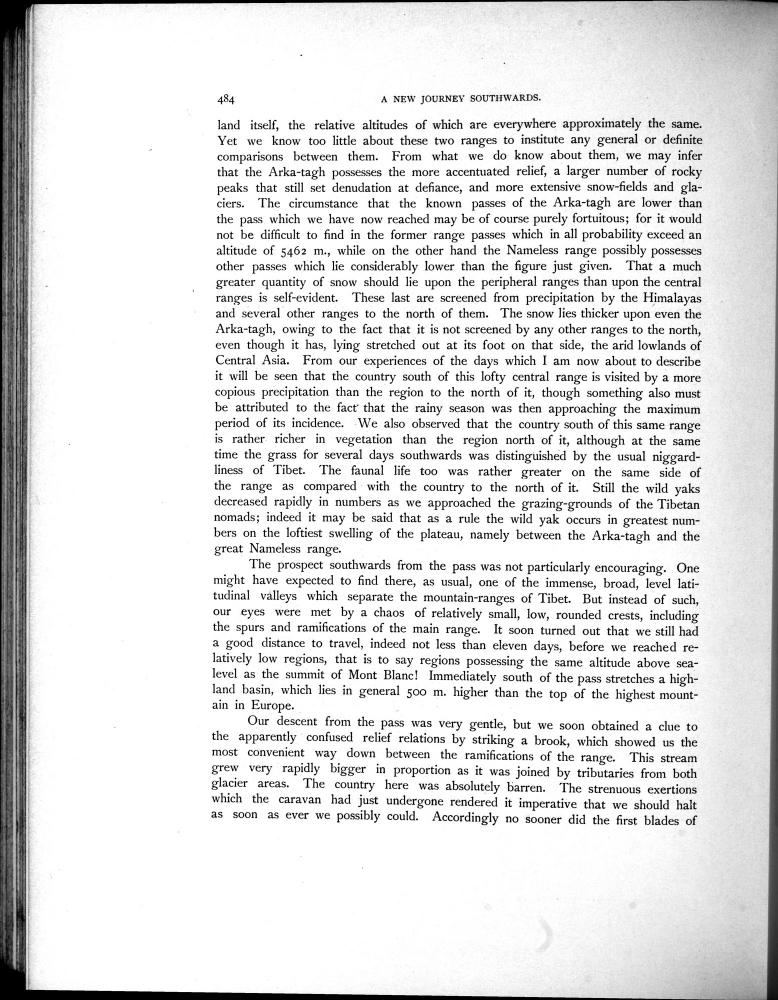 484 A NEW JOURNEY SOUTHWARDS.
land itself, the relative altitudes of which are everywhere approximately the same.
Yet we know too little about these two ranges to institute any general or definite
comparisons between them. From what we do know about them, we may infer
that the Arka-tagh possesses the more accentuated relief, a larger number of rocky
peaks that still set denudation at defiance, and more extensive snow-fields and gla-
ciers. The circumstance that the known passes of the Arka-tagh are lower than
the pass which we have now reached may be of course purely fortuitous; for it would
not be difficult to find in the former range passes which in all probability exceed an
altitude of 5462 m., while on the other hand the Nameless range possibly possesses
other passes which lie considerably lower than the figure just given. That a much
greater quantity of snow should lie upon the peripheral ranges than upon the central
ranges is self-evident. These last are screened from precipitation by the Himalayas
and several other ranges to the north of them. The snow lies thicker upon even the
Arka-tagh, owing to the fact that it is not screened by any other ranges to the north,
even though it has, lying stretched out at its foot on that side, the arid lowlands of
Central Asia. From our experiences of the days which I am now about to describe
it will be seen that the country south of this lofty central range is visited by a more
copious precipitation than the region to the north of it, though something also must
be attributed to the fact that the rainy season was then approaching the maximum
period of its incidence. We also observed that the country south of this same range
is rather richer in vegetation than the region north of it, although at the same
time the grass for several days southwards was distinguished by the usual niggard-
liness of Tibet. The faunal life too was rather greater on the same side of
the range as compared with the country to the north of it. Still the wild yaks
decreased rapidly in numbers as we approached the grazing-grounds of the Tibetan
nomads; indeed it may be said that as a rule the wild yak occurs in greatest num-
bers on the loftiest swelling of the plateau, namely between the Arka-tagh and the
great Nameless range.
The prospect southwards from the pass was not particularly encouraging. One
might have expected to find there, as usual, one of the immense, broad, level lati-
tudinal valleys which separate the mountain-ranges of Tibet. But instead of such,
our eyes were met by a chaos of relatively small, low, rounded crests, including
the spurs and ramifications of the main range. It soon turned out that we still had
a good distance to travel, indeed not less than eleven days, before we reached re-
latively low regions, that is to say regions possessing the same altitude above sea-
level as the summit of Mont Blanc! Immediately south of the pass stretches a high-
land basin, which lies in general 500 m. higher than the top of the highest mount-
ain in Europe.
Our descent from the pass was very gentle, but we soon obtained a clue to
the apparently confused relief relations by striking a brook, which showed us the
most convenient way down between the ramifications of the range. This stream
grew very rapidly bigger in proportion as it was joined by tributaries from both
glacier areas. The country here was absolutely barren. The strenuous exertions
which the caravan had just undergone rendered it imperative that we should halt
as soon as ever we possibly could. Accordingly no sooner did the first blades of